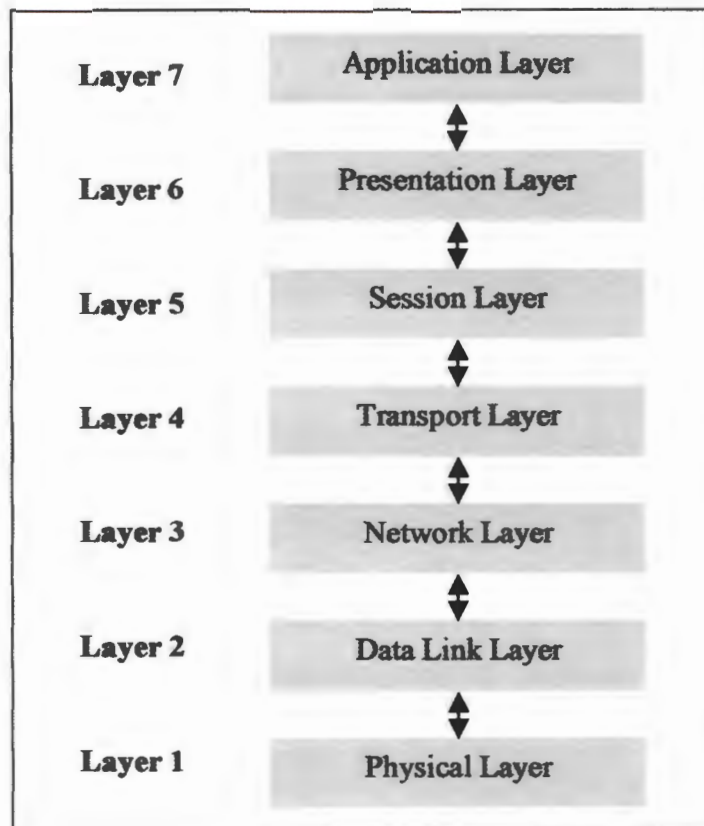 Layer 7 Application Layer
Layer 6 Presentation Layer
Layer 5 Session Layer
Layer 4 Transport Layer
Layer 3 Network Layer
Layer 2 Data Link Layer
Layer 1 Physical Layer